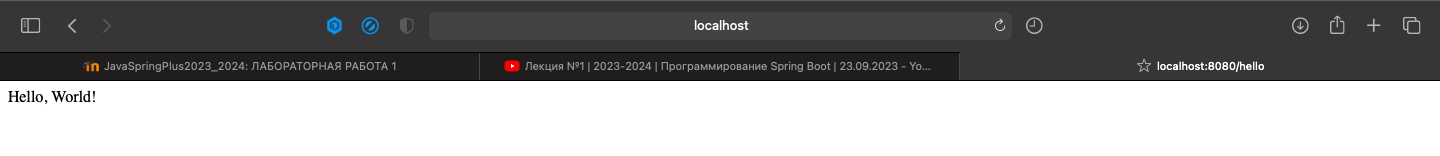 localhost
JavaSpringPlus2023_2024: ЛАБОРАТОРНАЯ РАБОТА 1
Лекция №1 | 2023-2024 | Программирование Spring Boot | 23.09.2023 - Yo...
localhost:8080/hello
Hello, World!